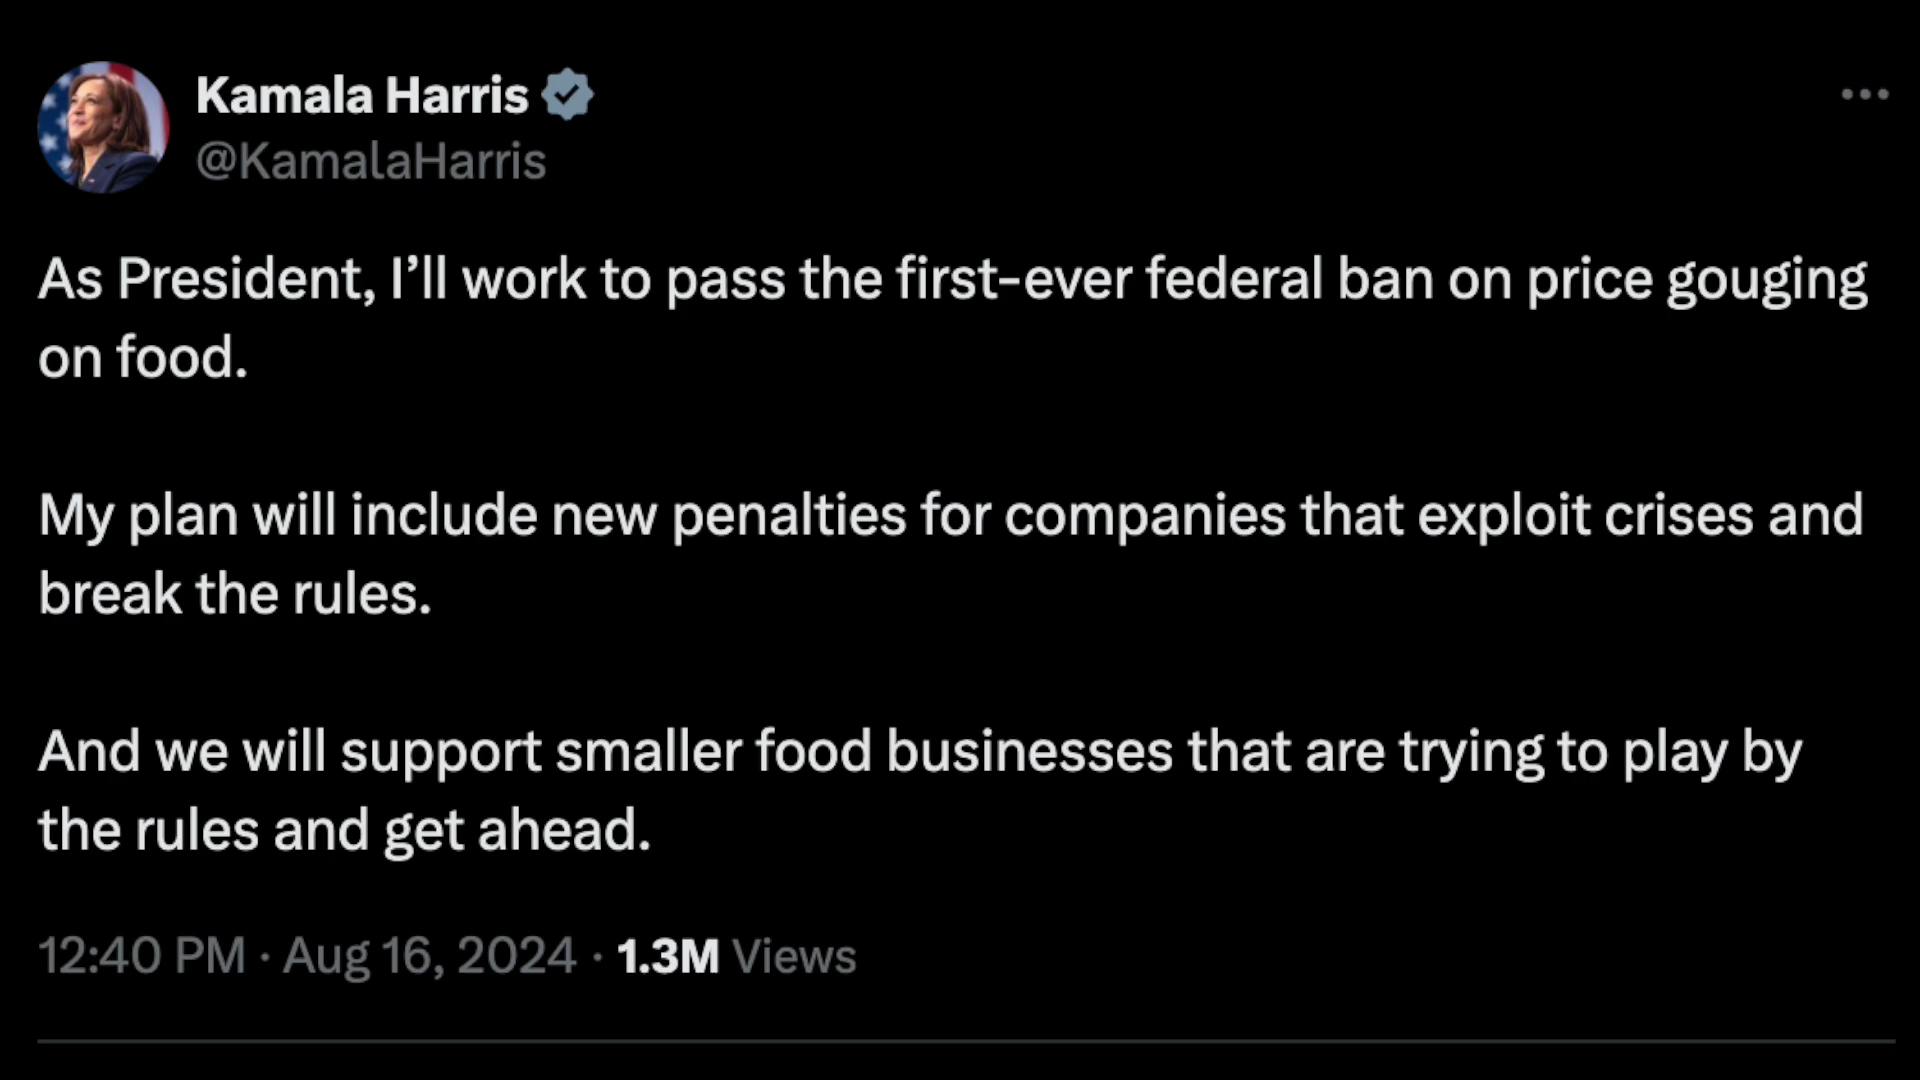 Kamala Harris
@KamalaHarris
As President, I’ll work to pass the first-ever federal ban on price gouging
on food.
My plan will include new penalties for companies that exploit crises and
break the rules.
And we will support smaller food businesses that are trying to play by
the rules and get ahead.
12:40 PM · Aug 16, 2024 · 1.3M Views